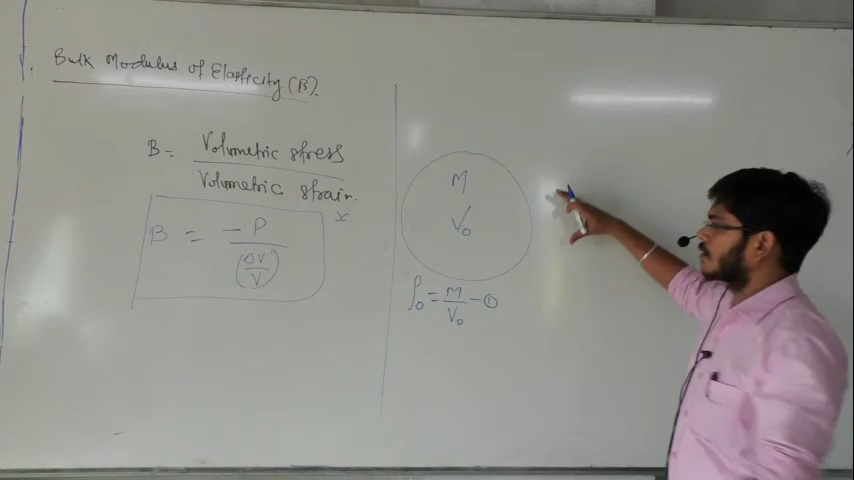 Bulk Modulus of Elasticity (B).
B = Volumetric stress / Volumetric strain.
B = -P / (ΔV/V)
M
V₀
ρ₀ = M/V₀ - ①